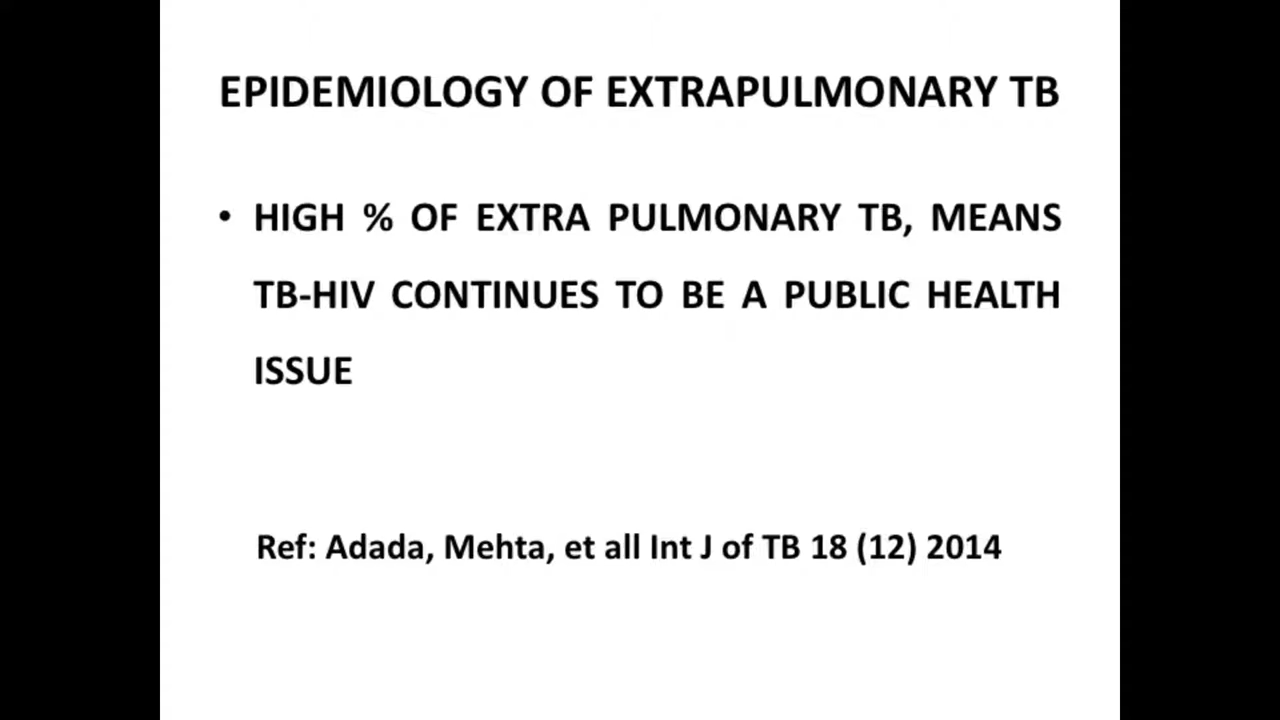 EPIDEMIOLOGY OF EXTRAPULMONARY TB
• HIGH % OF EXTRA PULMONARY TB, MEANS
TB-HIV CONTINUES TO BE A PUBLIC HEALTH
ISSUE
Ref: Adada, Mehta, et all Int J of TB 18 (12) 2014